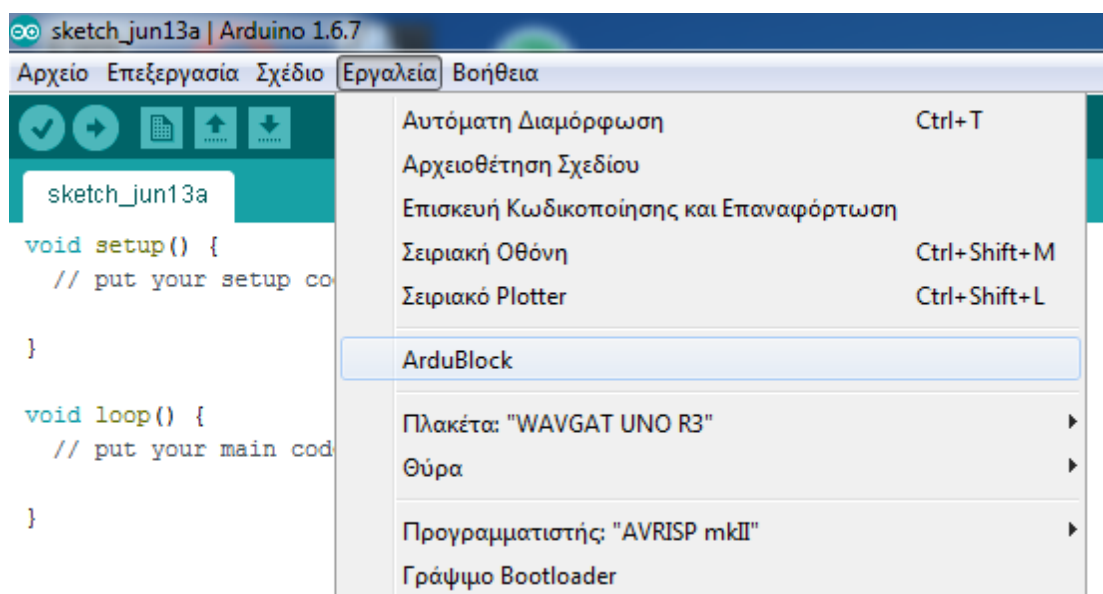 sketch_jun13a | Arduino 1.6.7
Αρχείο Επεξεργασία Σχέδιο Εργαλεία Βοήθεια
Αυτόματη Διαμόρφωση Ctrl+T
Αρχειοθέτηση Σχεδίου
sketch_jun13a
Επισκευή Κωδικοποίησης και Επαναφόρτωση
void setup() {
Σειριακή Οθόνη Ctrl+Shift+M
// put your setup co
Σειριακό Plotter Ctrl+Shift+L
}
ArduBlock
void loop() {
Πλακέτα: "WAVGAT UNO R3"
// put your main cod
Θύρα
}
Προγραμματιστής: "AVRISP mkII"
Γράψιμο Bootloader